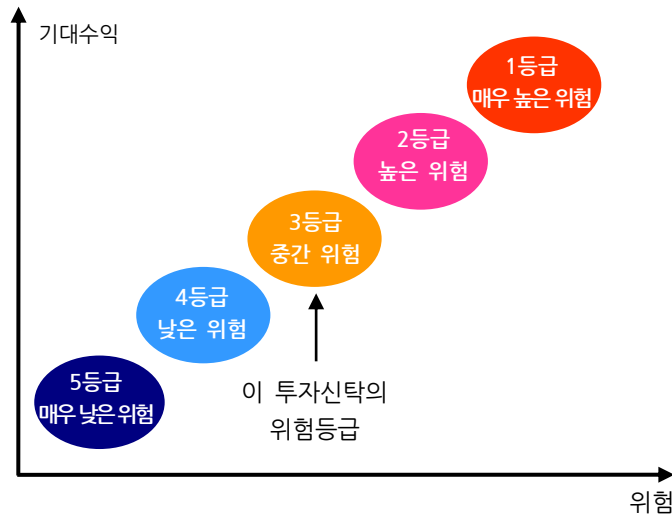 기대수익
1등급
매우 높은 위험
2등급
높은 위험
3등급
중간 위험
4등급
낮은 위험
5등급
매우 낮은 위험
이 투자신탁의
위험등급
위험